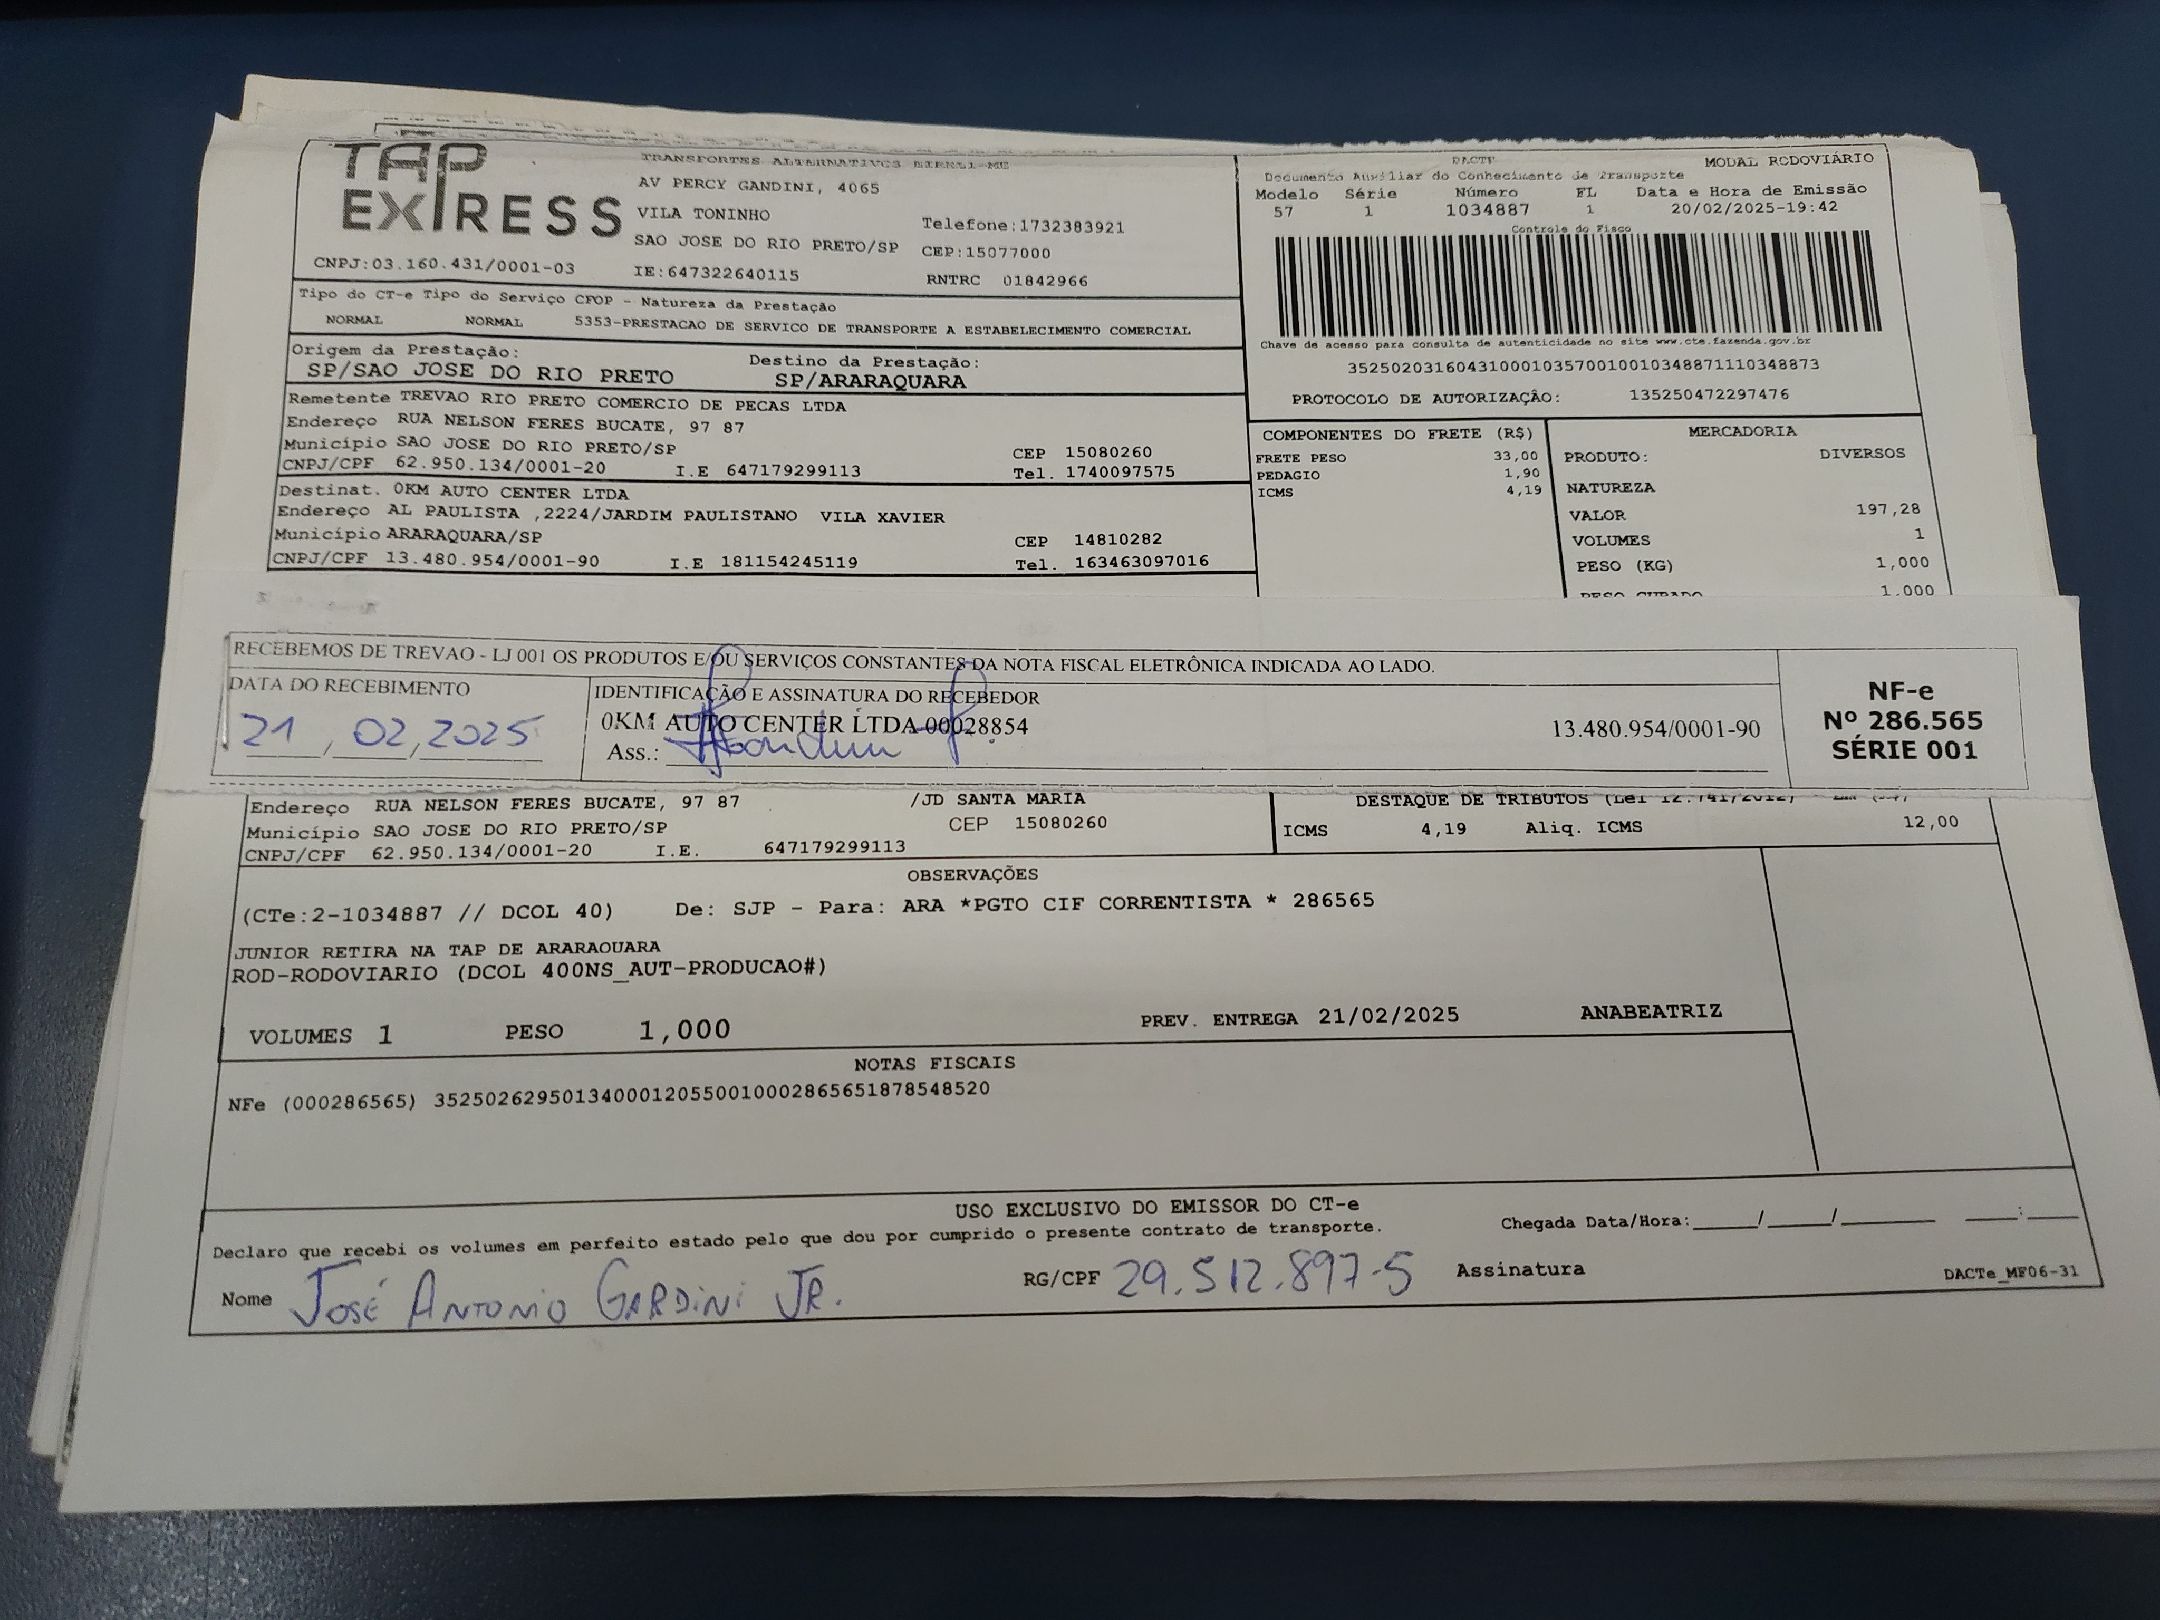 TAP EXPRESS
TRANSPORTES ALTERNATIVOS EIRELI-ME
AV PERCY GANDINI, 4065
VILA TONINHO
Telefone:1732383921
SAO JOSE DO RIO PRETO/SP CEP:15077000
CNPJ:03.160.431/0001-03 IE:647322640115 RNTRC 01842966
DACTE MODAL RODOVIÁRIO
Documento Auxiliar do Conhecimento de Transporte
Modelo Série Número FL Data e Hora de Emissão
57 1 1034887 1 20/02/2025-19:42
Controle do Fisco
Chave de acesso para consulta de autenticidade no site www.cte.fazenda.gov.br
35250203160431000103570010010348871110348873
PROTOCOLO DE AUTORIZAÇÃO: 135250472297476
Tipo do CT-e Tipo do Serviço CFOP - Natureza da Prestação
NORMAL NORMAL 5353-PRESTACAO DE SERVICO DE TRANSPORTE A ESTABELECIMENTO COMERCIAL
Origem da Prestação: Destino da Prestação:
SP/SAO JOSE DO RIO PRETO SP/ARARAQUARA
Remetente TREVAO RIO PRETO COMERCIO DE PECAS LTDA
Endereço RUA NELSON FERES BUCATE, 97 87
Município SAO JOSE DO RIO PRETO/SP CEP 15080260
CNPJ/CPF 62.950.134/0001-20 I.E 647179299113 Tel. 1740097575
Destinat. 0KM AUTO CENTER LTDA
Endereço AL PAULISTA ,2224/JARDIM PAULISTANO VILA XAVIER
Município ARARAQUARA/SP CEP 14810282
CNPJ/CPF 13.480.954/0001-90 I.E 181154245119 Tel. 163463097016
COMPONENTES DO FRETE (R$)
FRETE PESO 33,00
PEDAGIO 1,90
ICMS 4,19
MERCADORIA
PRODUTO: DIVERSOS
NATUREZA
VALOR 197,28
VOLUMES 1
PESO (KG) 1,000
PESO CUBADO 1.000
RECEBEMOS DE TREVAO - LJ 001 OS PRODUTOS E/OU SERVIÇOS CONSTANTES DA NOTA FISCAL ELETRÔNICA INDICADA AO LADO.
DATA DO RECEBIMENTO
21, 02, 2025
IDENTIFICAÇÃO E ASSINATURA DO RECEBEDOR
0KM AUTO CENTER LTDA-00028854 13.480.954/0001-90
Ass.:
NF-e
Nº 286.565
SÉRIE 001
Endereço RUA NELSON FERES BUCATE, 97 87 /JD SANTA MARIA
Município SAO JOSE DO RIO PRETO/SP CEP 15080260
CNPJ/CPF 62.950.134/0001-20 I.E. 647179299113
DESTAQUE DE TRIBUTOS (Lei 12.741/2012) Em (R$)
ICMS 4,19 Aliq. ICMS 12,00
OBSERVAÇÕES
(CTe:2-1034887 // DCOL 40) De: SJP - Para: ARA *PGTO CIF CORRENTISTA * 286565
JUNIOR RETIRA NA TAP DE ARARAQUARA
ROD-RODOVIARIO (DCOL 400NS_AUT-PRODUCAO#)
VOLUMES 1 PESO 1,000 PREV. ENTREGA 21/02/2025 ANABEATRIZ
NOTAS FISCAIS
NFe (000286565) 35250262950134000120550010002865651878548520
USO EXCLUSIVO DO EMISSOR DO CT-e
Declaro que recebi os volumes em perfeito estado pelo que dou por cumprido o presente contrato de transporte. Chegada Data/Hora:_____/_____/_______ ____:____
Nome JOSÉ ANTONIO GARDINI JR. RG/CPF 29.512.897-5 Assinatura DACTe_MF06-31